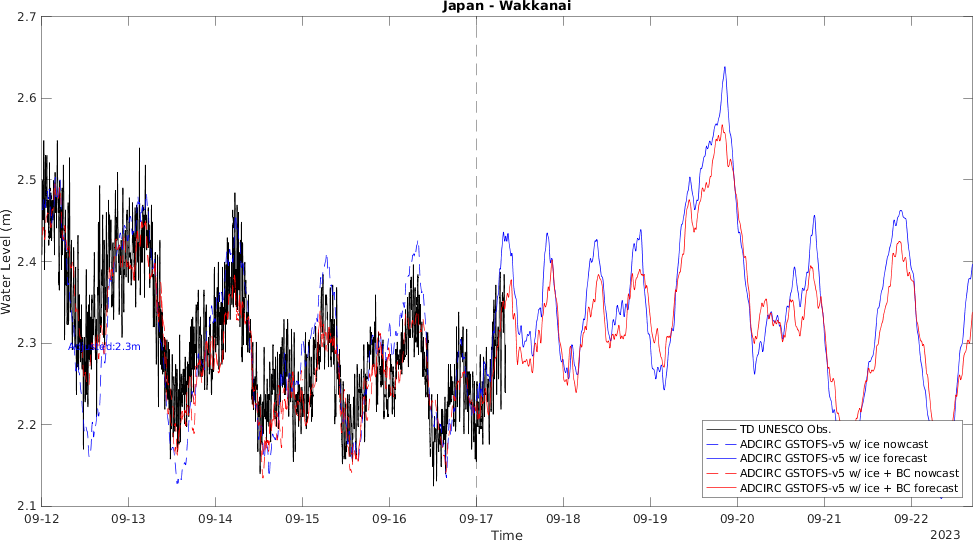 Japan - Wakkanai
2.7
2.6
2.5
2.4
2.3
2.2
2.1
Water Level (m)
Adjusted:2.3m
TD UNESCO Obs.
ADCIRC GSTOFS-v5 w/ ice nowcast
ADCIRC GSTOFS-v5 w/ ice forecast
ADCIRC GSTOFS-v5 w/ ice + BC nowcast
ADCIRC GSTOFS-v5 w/ ice + BC forecast
09-12 09-13 09-14 09-15 09-16 09-17 09-18 09-19 09-20 09-21 09-22
Time
2023